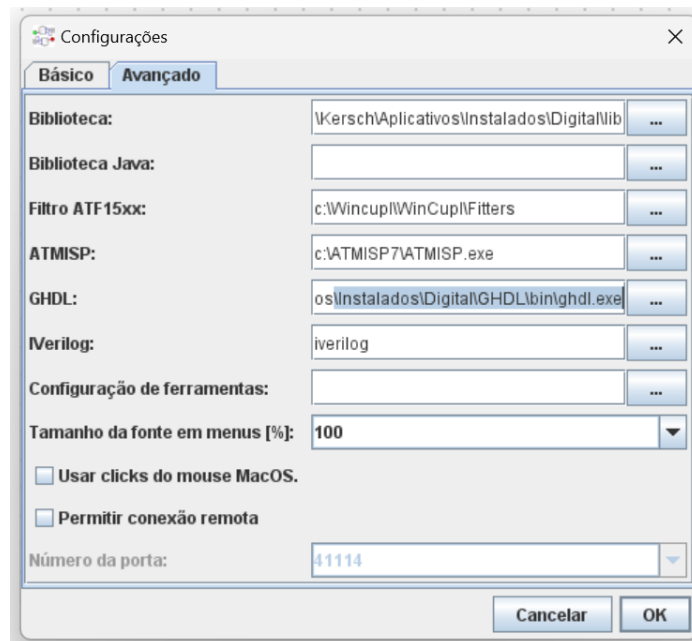 Configurações
Básico Avançado
Biblioteca: \Kersch\Aplicativos\Instalados\Digital\lib ...
Biblioteca Java: ...
Filtro ATF15xx: c:\Wincupl\WinCupl\Fitters ...
ATMISP: c:\ATMISP7\ATMISP.exe ...
GHDL: os\Instalados\Digital\GHDL\bin\ghdl.exe ...
IVerilog: iverilog ...
Configuração de ferramentas: ...
Tamanho da fonte em menus [%]: 100
Usar clicks do mouse MacOS.
Permitir conexão remota
Número da porta: 41114
Cancelar OK